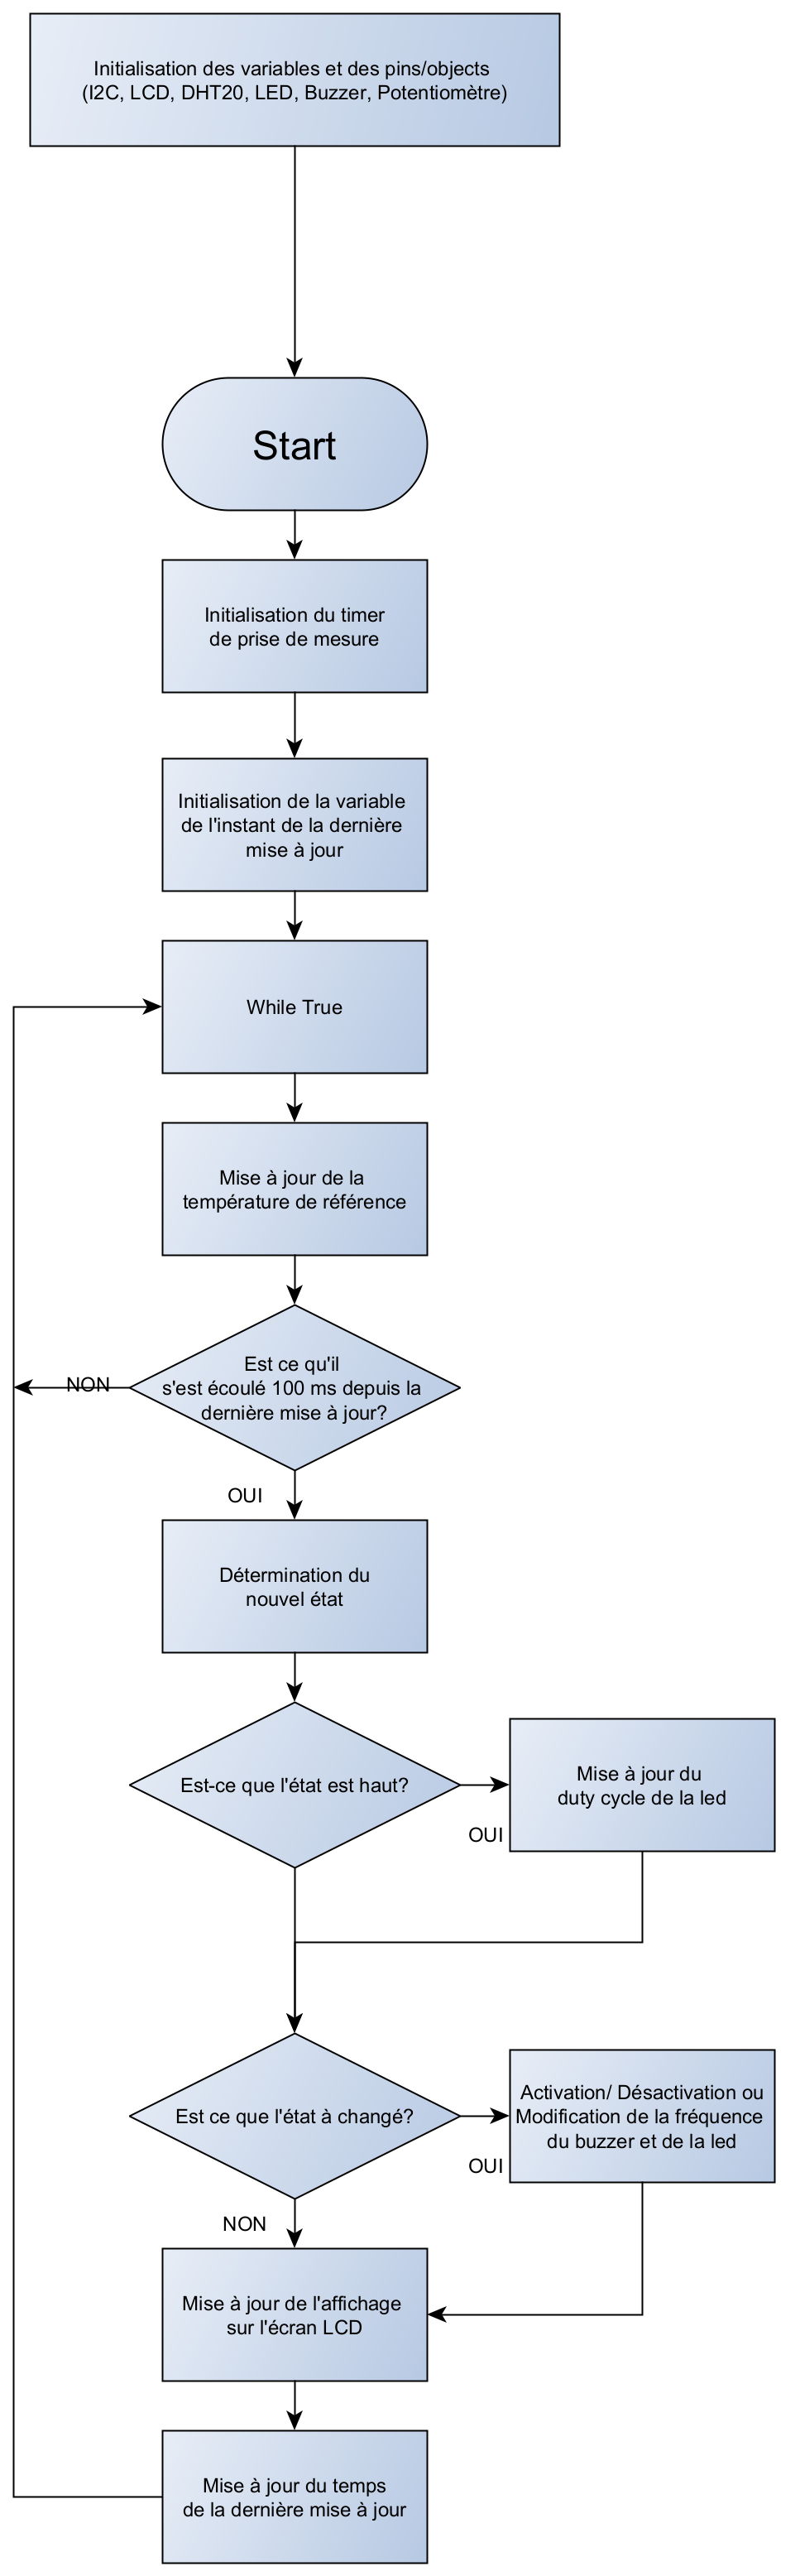 Initialisation des variables et des pins/objects
(I2C, LCD, DHT20, LED, Buzzer, Potentiomètre)
Start
Initialisation du timer
de prise de mesure
Initialisation de la variable
de l'instant de la dernière
mise à jour
While True
Mise à jour de la
température de référence
Est ce qu'il
s'est écoulé 100 ms depuis la
dernière mise à jour?
NON
OUI
Détermination du
nouvel état
Est-ce que l'état est haut?
OUI
Mise à jour du
duty cycle de la led
Est ce que l'état à changé?
OUI
Activation/ Désactivation ou
Modification de la fréquence
du buzzer et de la led
NON
Mise à jour de l'affichage
sur l'écran LCD
Mise à jour du temps
de la dernière mise à jour